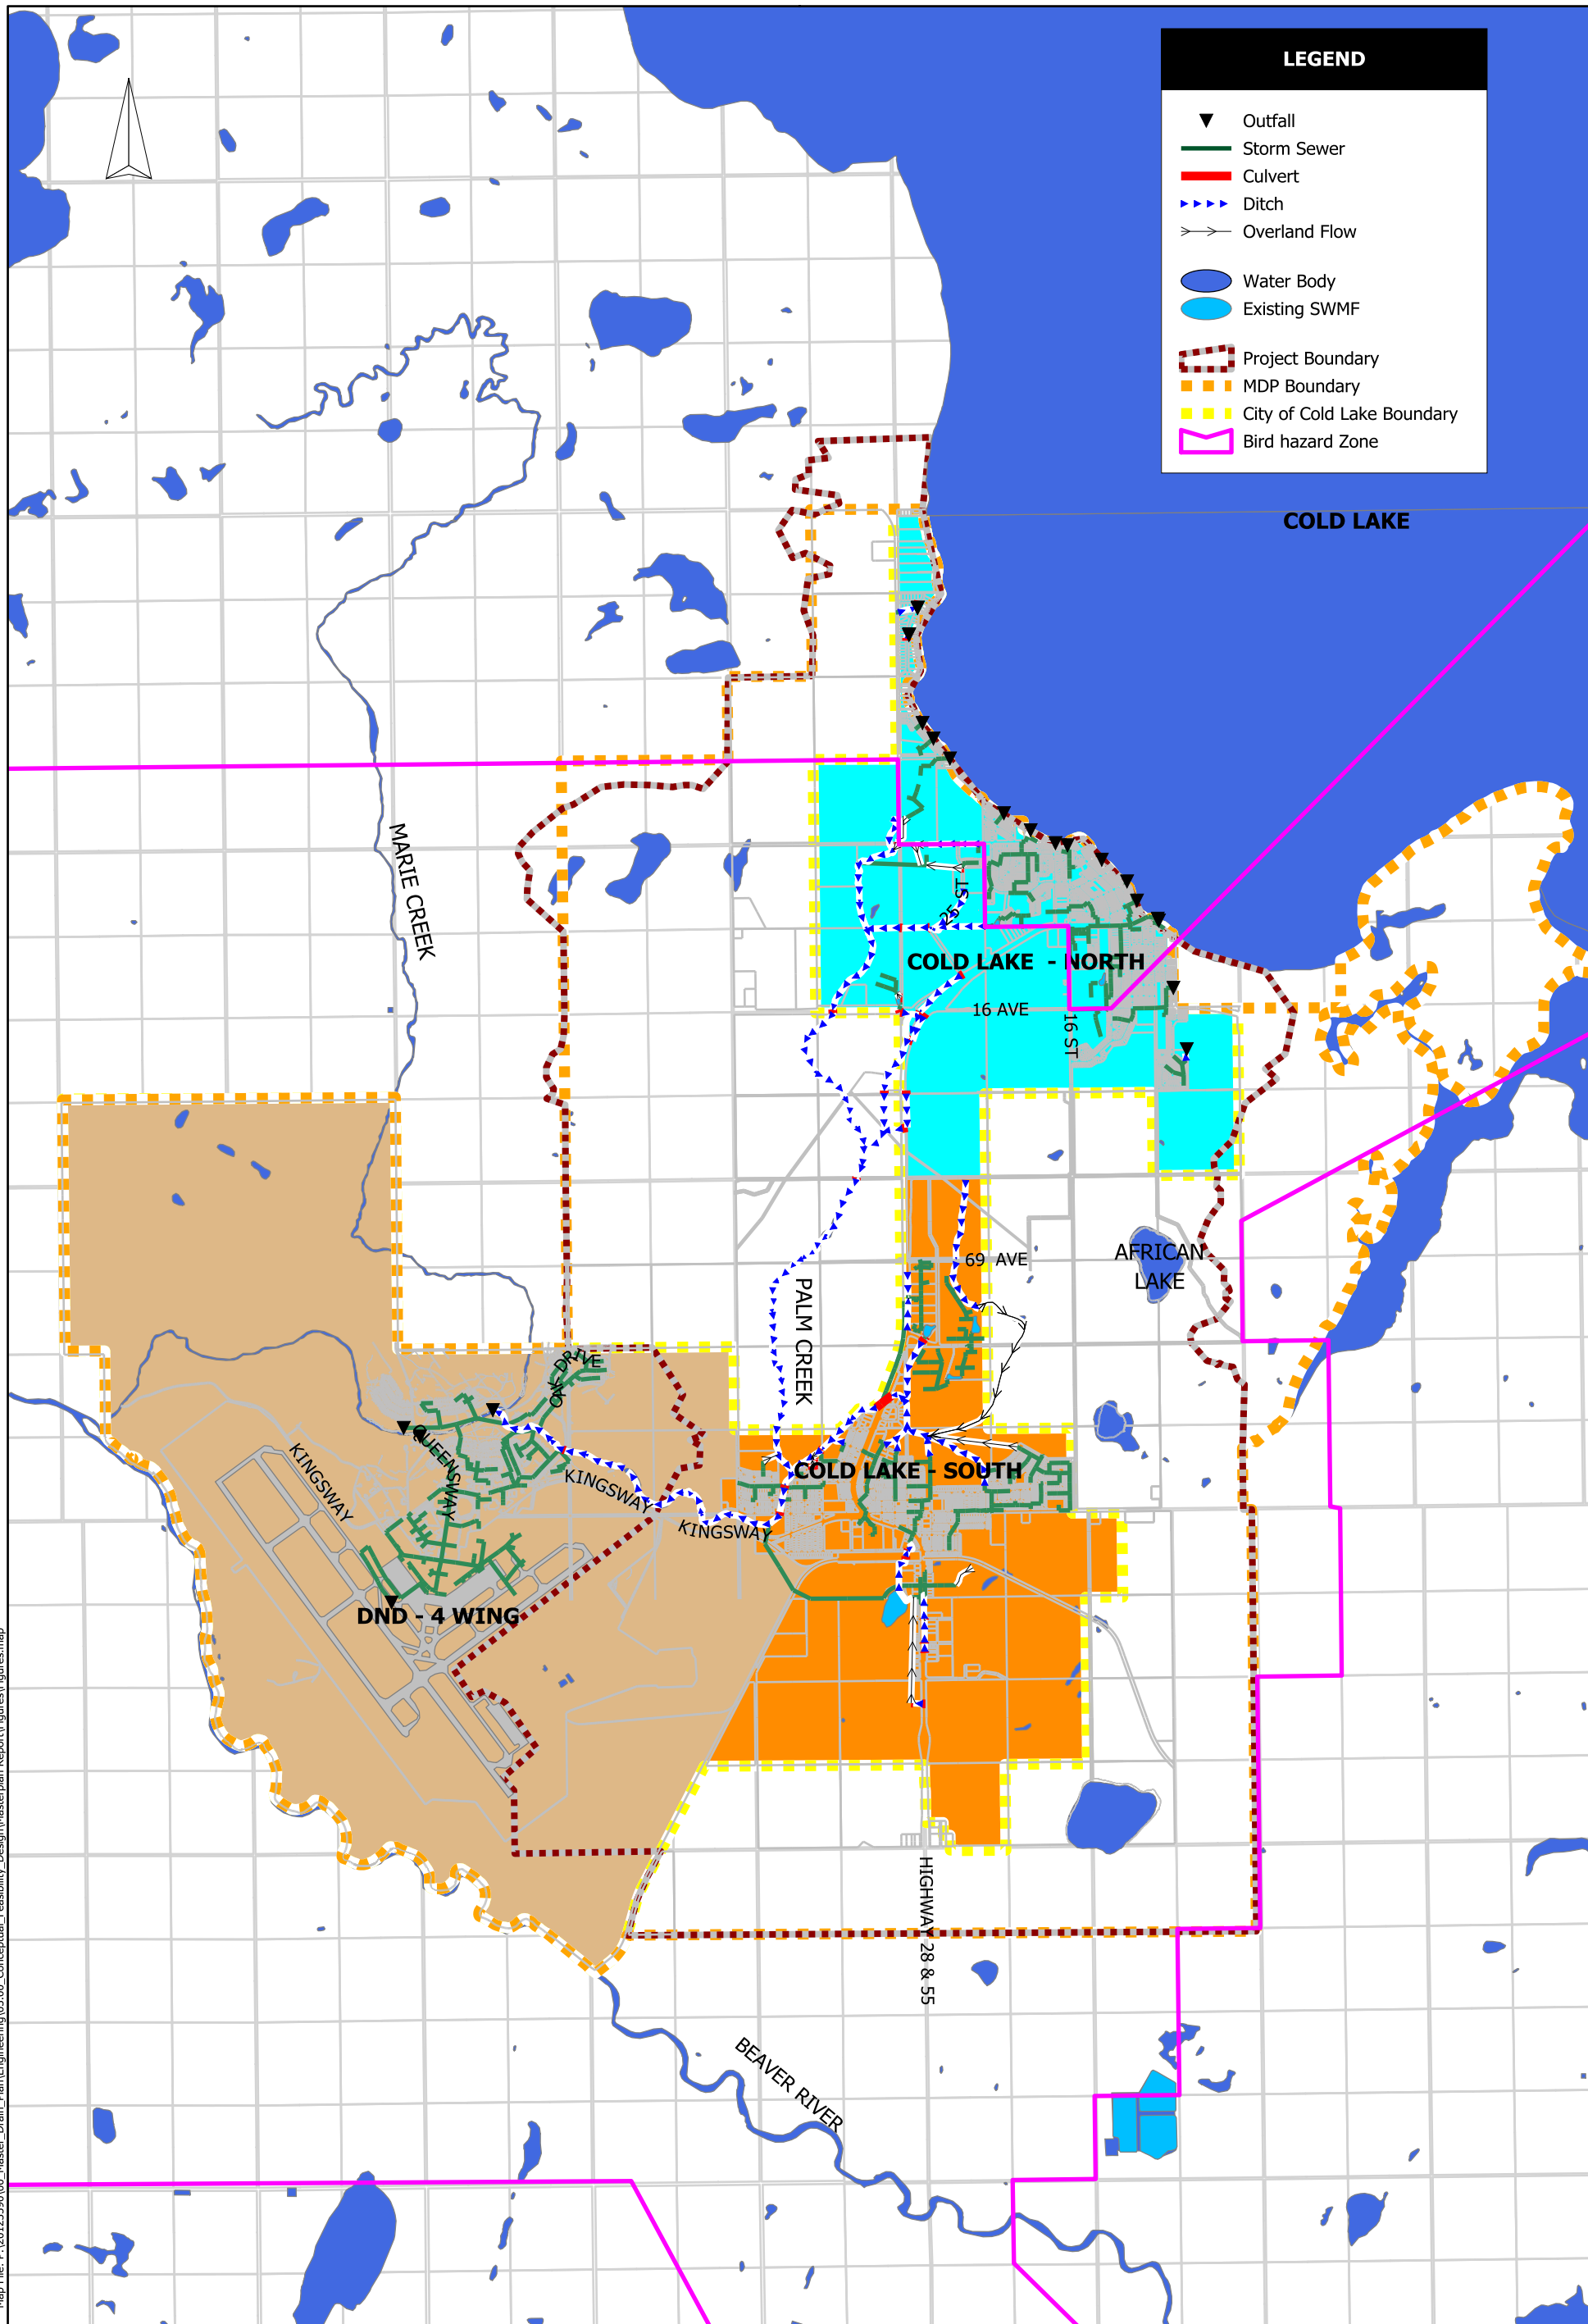 LEGEND
Outfall
Storm Sewer
Culvert
Ditch
Overland Flow
Water Body
Existing SWMF
Project Boundary
MDP Boundary
City of Cold Lake Boundary
Bird hazard Zone
COLD LAKE
MARIE CREEK
25 ST
COLD LAKE - NORTH
16 AVE
16 ST
69 AVE
AFRICAN
LAKE
PALM CREEK
DRIVE
QUEENSWAY
KINGSWAY
KINGSWAY
KINGSWAY
COLD LAKE - SOUTH
DND - 4 WING
HIGHWAY 28 & 55
BEAVER RIVER